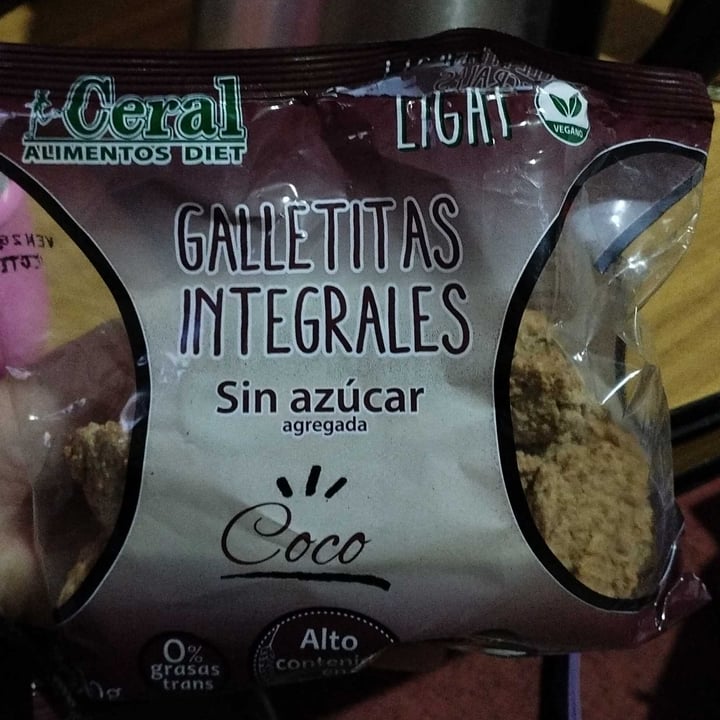 Ceral
ALIMENTOS DIET
LIGHT
VEGANO
GALLETITAS
INTEGRALES
Sin azúcar
agregada
Coco
0%
grasas
trans
Alto